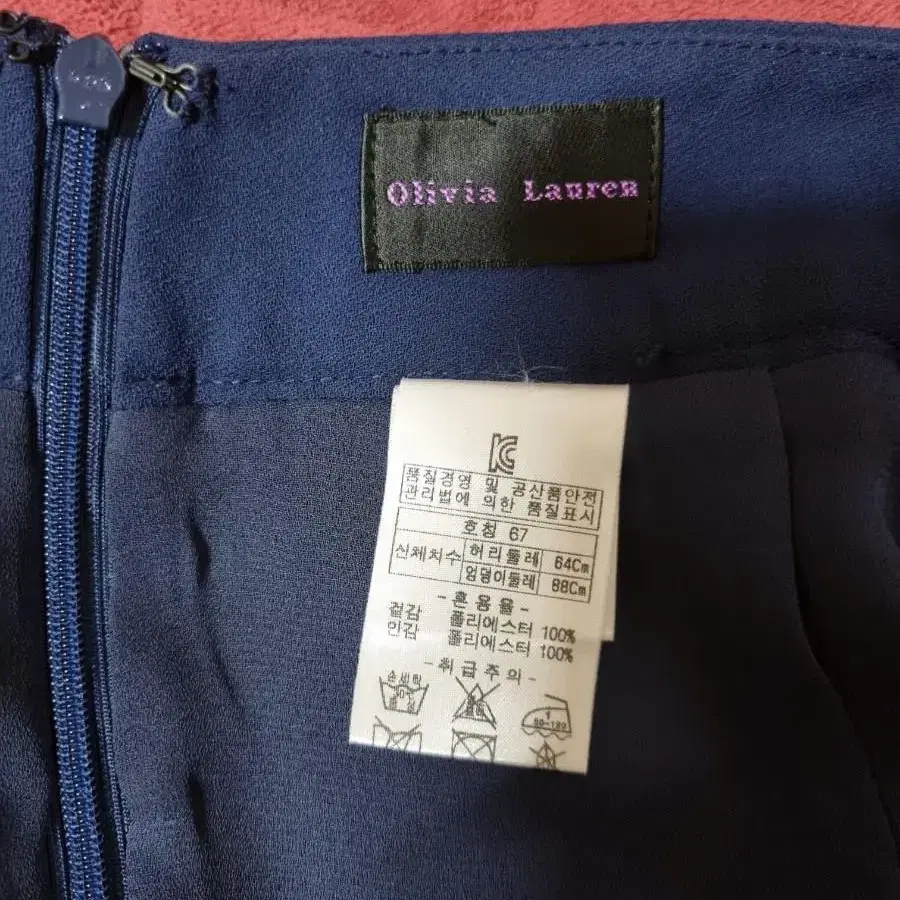 Olivia Lauren
품질경영 및 공산품안전
관리법에 의한 품질표시
호칭 67
신체치수 허리둘레 64Cm
엉덩이둘레 88Cm
- 혼용율 -
겉감 폴리에스터 100%
안감 폴리에스터 100%
- 취급주의 -
손세탁